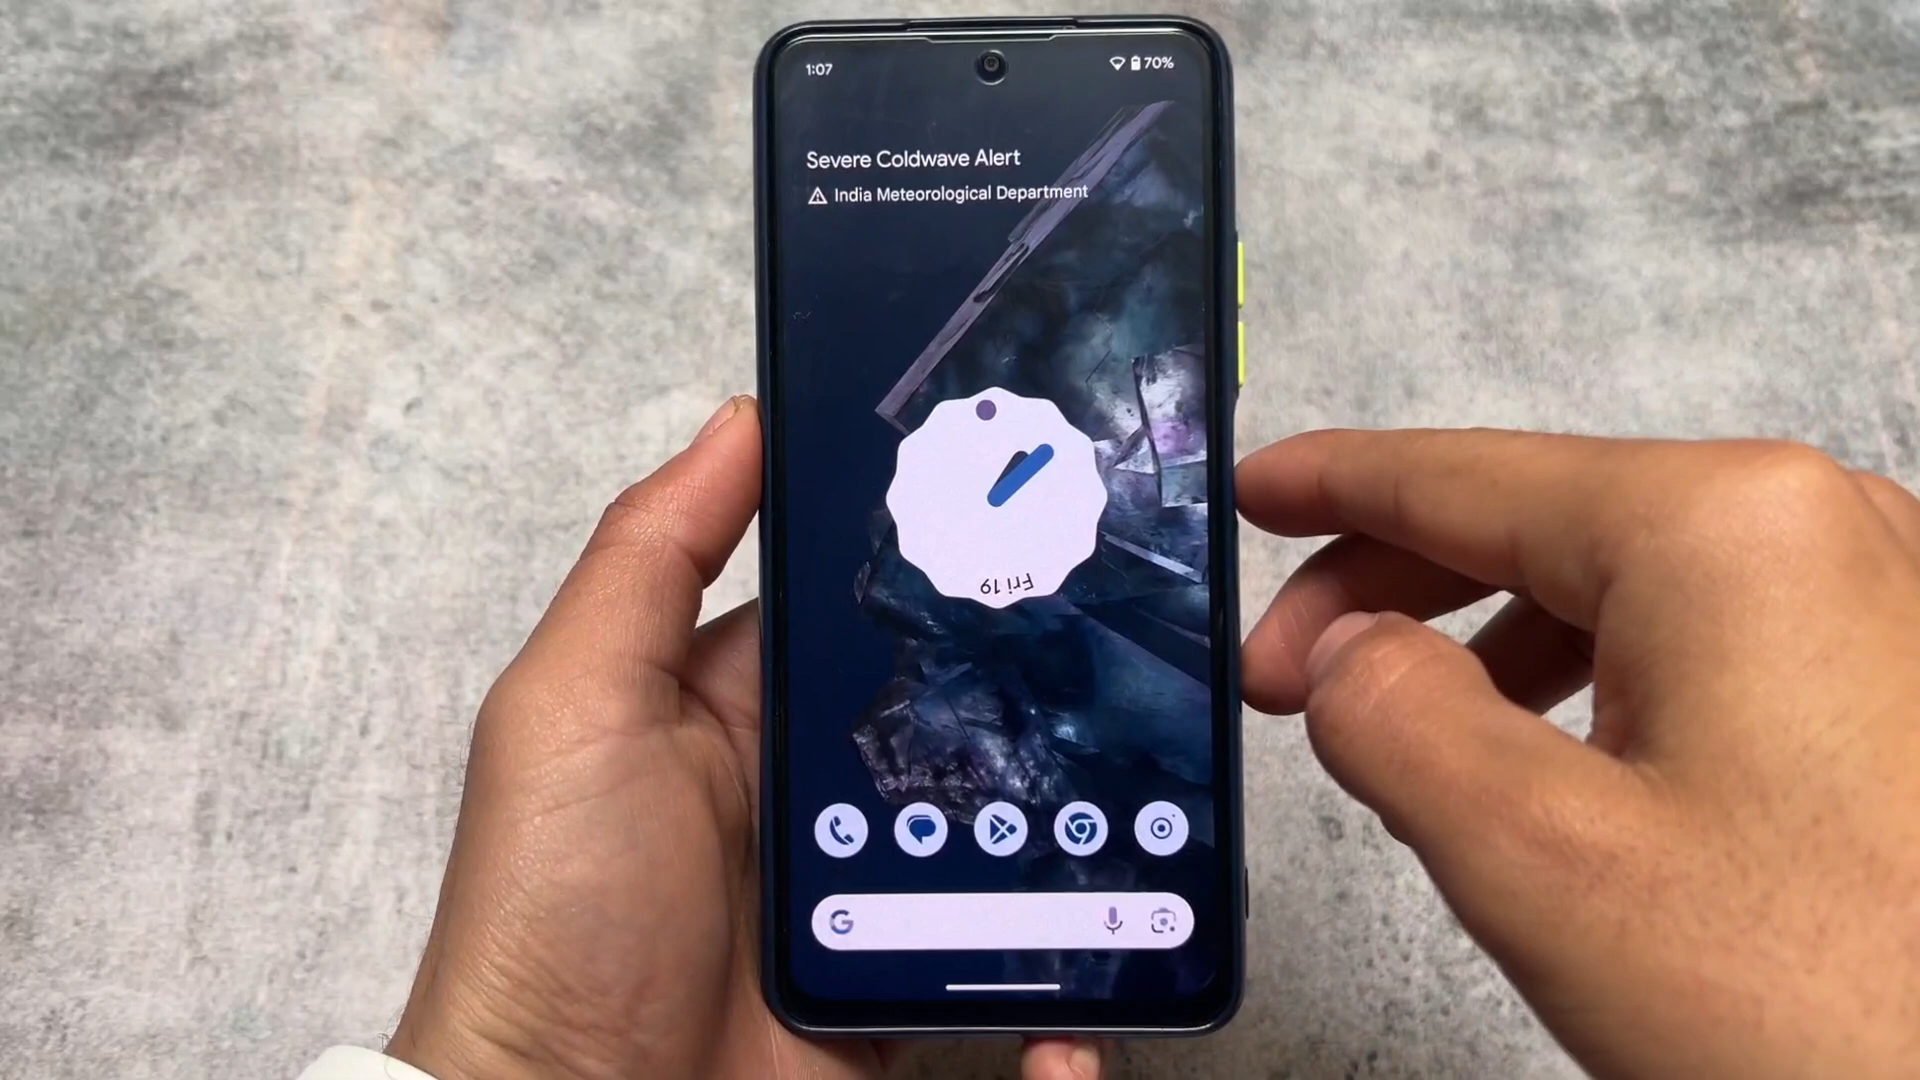 1:07
70%
Severe Coldwave Alert
India Meteorological Department
Fri 19
G